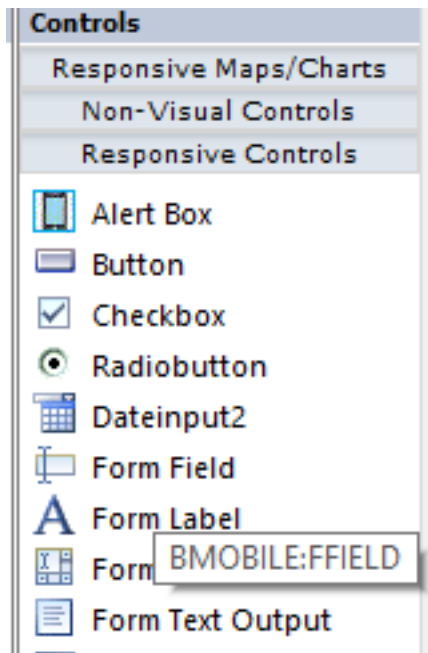 Controls
Responsive Maps/Charts
Non-Visual Controls
Responsive Controls
Alert Box
Button
Checkbox
Radiobutton
Dateinput2
Form Field
Form Label
Form
BMOBILE:FFIELD
Form Text Output